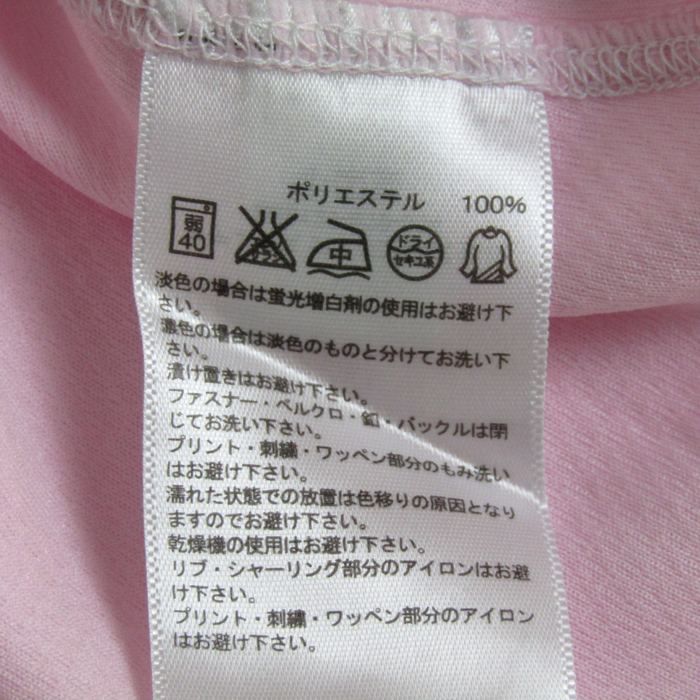 ポリエステル 100%
弱 40
エンソ サラシ
中
ドライ セキユ系
淡色の場合は蛍光増白剤の使用はお避け下
さい。
濃色の場合は淡色のものと分けてお洗い下
さい。
漬け置きはお避け下さい。
ファスナー・ベルクロ・釦・バックルは閉
じてお洗い下さい。
プリント・刺繍・ワッペン部分のもみ洗い
はお避け下さい。
濡れた状態での放置は色移りの原因となり
ますのでお避け下さい。
乾燥機の使用はお避け下さい。
リブ・シャーリング部分のアイロンはお避
け下さい。
プリント・刺繍・ワッペン部分のアイロン
はお避け下さい。